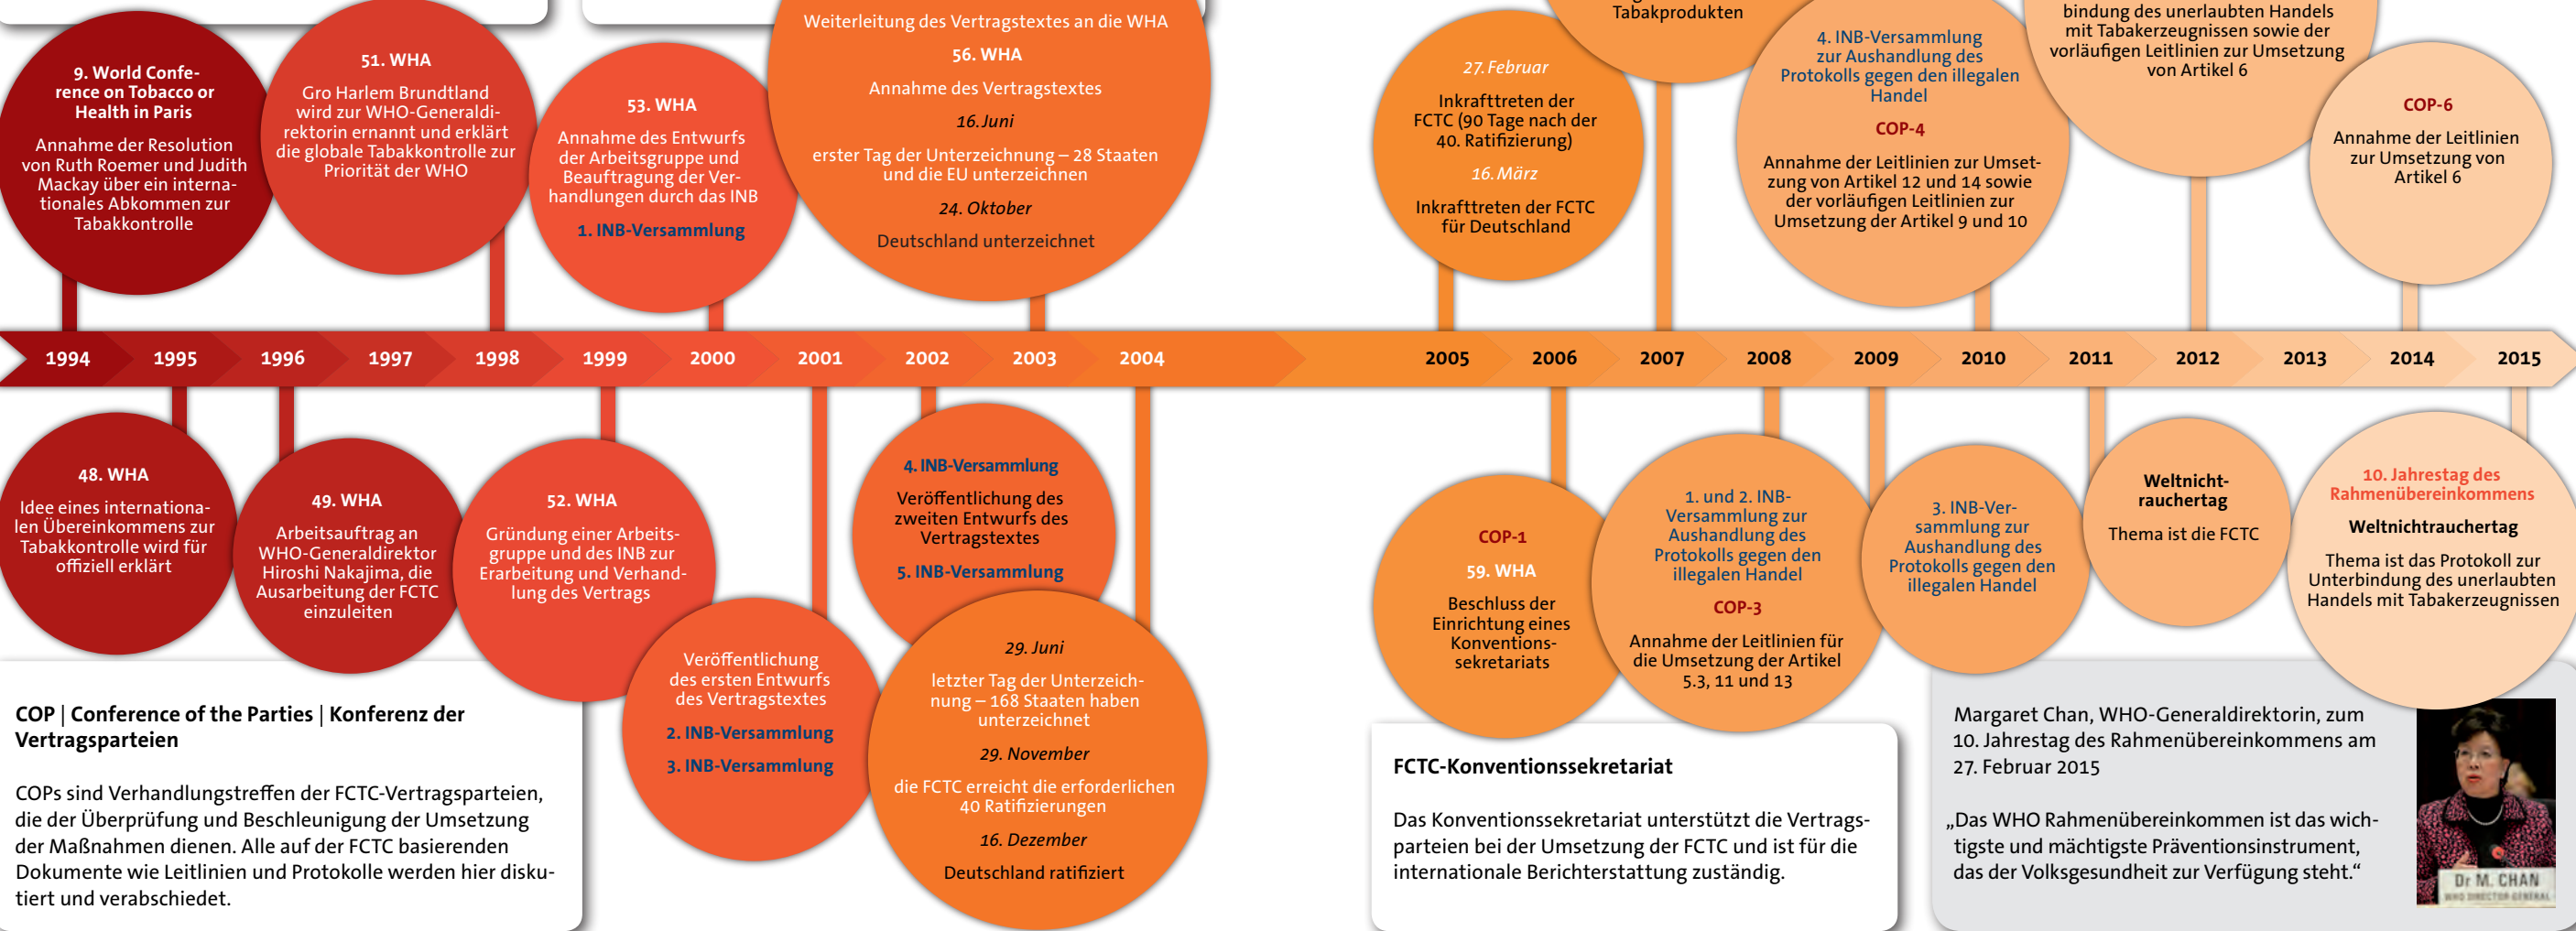 9. World Confe-
rence on Tobacco or
Health in Paris
Annahme der Resolution
von Ruth Roemer und Judith
Mackay über ein interna-
tionales Abkommen zur
Tabakkontrolle
51. WHA
Gro Harlem Brundtland
wird zur WHO-Generaldi-
rektorin ernannt und erklärt
die globale Tabakkontrolle zur
Priorität der WHO
53. WHA
Annahme des Entwurfs
der Arbeitsgruppe und
Beauftragung der Ver-
handlungen durch das INB
1. INB-Versammlung
Weiterleitung des Vertragstextes an die WHA
56. WHA
Annahme des Vertragstextes
16. Juni
erster Tag der Unterzeichnung – 28 Staaten
und die EU unterzeichnen
24. Oktober
Deutschland unterzeichnet
27. Februar
Inkrafttreten der
FCTC (90 Tage nach der
40. Ratifizierung)
16. März
Inkrafttreten der FCTC
für Deutschland
Tabakprodukten
4. INB-Versammlung
zur Aushandlung des
Protokolls gegen den illegalen
Handel
COP-4
Annahme der Leitlinien zur Umset-
zung von Artikel 12 und 14 sowie
der vorläufigen Leitlinien zur
Umsetzung der Artikel 9 und 10
bindung des unerlaubten Handels
mit Tabakerzeugnissen sowie der
vorläufigen Leitlinien zur Umsetzung
von Artikel 6
COP-6
Annahme der Leitlinien
zur Umsetzung von
Artikel 6
1994 1995 1996 1997 1998 1999 2000 2001 2002 2003 2004 2005 2006 2007 2008 2009 2010 2011 2012 2013 2014 2015
48. WHA
Idee eines internationa-
len Übereinkommens zur
Tabakkontrolle wird für
offiziell erklärt
49. WHA
Arbeitsauftrag an
WHO-Generaldirektor
Hiroshi Nakajima, die
Ausarbeitung der FCTC
einzuleiten
52. WHA
Gründung einer Arbeits-
gruppe und des INB zur
Erarbeitung und Verhand-
lung des Vertrags
Veröffentlichung
des ersten Entwurfs
des Vertragstextes
2. INB-Versammlung
3. INB-Versammlung
4. INB-Versammlung
Veröffentlichung des
zweiten Entwurfs des
Vertragstextes
5. INB-Versammlung
29. Juni
letzter Tag der Unterzeich-
nung – 168 Staaten haben
unterzeichnet
29. November
die FCTC erreicht die erforderlichen
40 Ratifizierungen
16. Dezember
Deutschland ratifiziert
COP-1
59. WHA
Beschluss der
Einrichtung eines
Konventions-
sekretariats
1. und 2. INB-
Versammlung zur
Aushandlung des
Protokolls gegen den
illegalen Handel
COP-3
Annahme der Leitlinien für
die Umsetzung der Artikel
5.3, 11 und 13
3. INB-Ver-
sammlung zur
Aushandlung des
Protokolls gegen den
illegalen Handel
Weltnicht-
rauchertag
Thema ist die FCTC
10. Jahrestag des
Rahmenübereinkommens
Weltnichtrauchertag
Thema ist das Protokoll zur
Unterbindung des unerlaubten
Handels mit Tabakerzeugnissen
COP | Conference of the Parties | Konferenz der
Vertragsparteien
COPs sind Verhandlungstreffen der FCTC-Vertragsparteien,
die der Überprüfung und Beschleunigung der Umsetzung
der Maßnahmen dienen. Alle auf der FCTC basierenden
Dokumente wie Leitlinien und Protokolle werden hier disku-
tiert und verabschiedet.
FCTC-Konventionssekretariat
Das Konventionssekretariat unterstützt die Vertrags-
parteien bei der Umsetzung der FCTC und ist für die
internationale Berichterstattung zuständig.
Margaret Chan, WHO-Generaldirektorin, zum
10. Jahrestag des Rahmenübereinkommens am
27. Februar 2015
„Das WHO Rahmenübereinkommen ist das wich-
tigste und mächtigste Präventionsinstrument,
das der Volksgesundheit zur Verfügung steht.“
Dr M. CHAN
WHO DIRECTOR-GENERAL